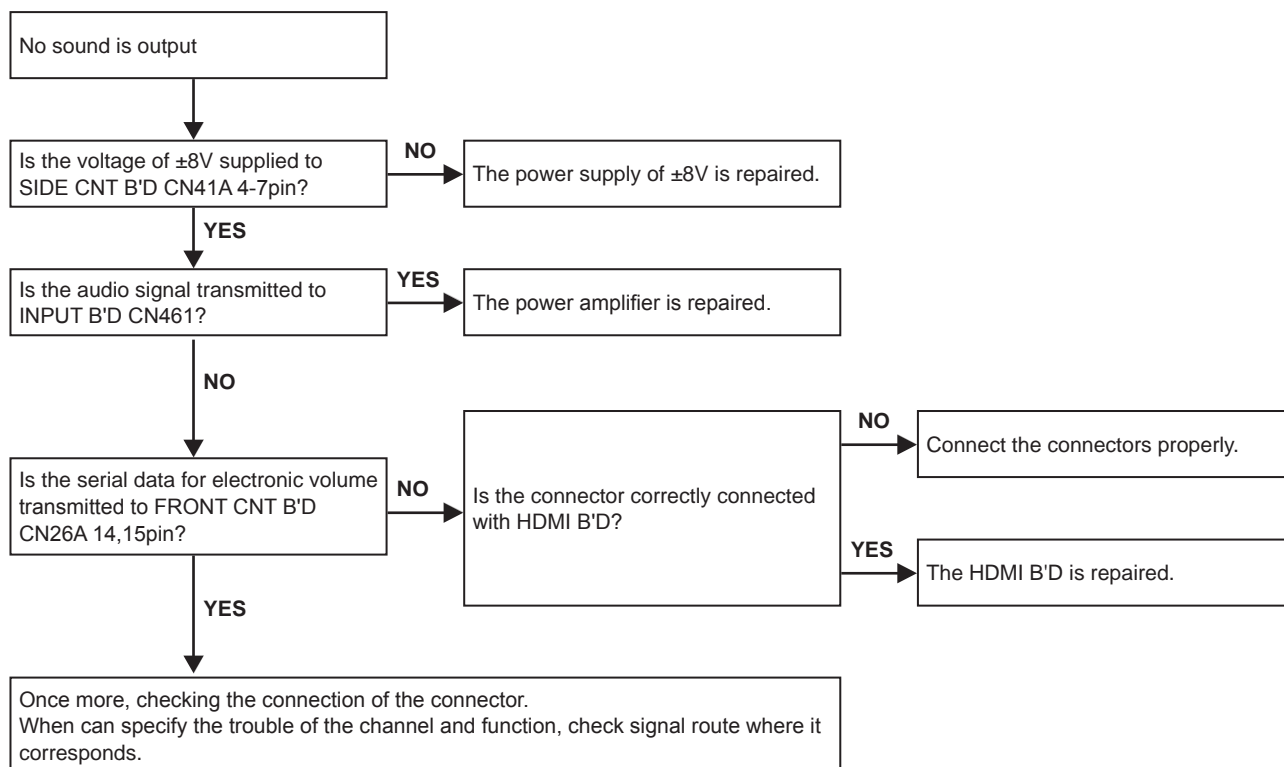 No sound is output
Is the voltage of ±8V supplied to
SIDE CNT B'D CN41A 4-7pin?
NO
The power supply of ±8V is repaired.
YES
Is the audio signal transmitted to
INPUT B'D CN461?
YES
The power amplifier is repaired.
NO
Is the serial data for electronic volume
transmitted to FRONT CNT B'D
CN26A 14,15pin?
NO
Is the connector correctly connected
with HDMI B'D?
NO
Connect the connectors properly.
YES
The HDMI B'D is repaired.
YES
Once more, checking the connection of the connector.
When can specify the trouble of the channel and function, check signal route where it
corresponds.